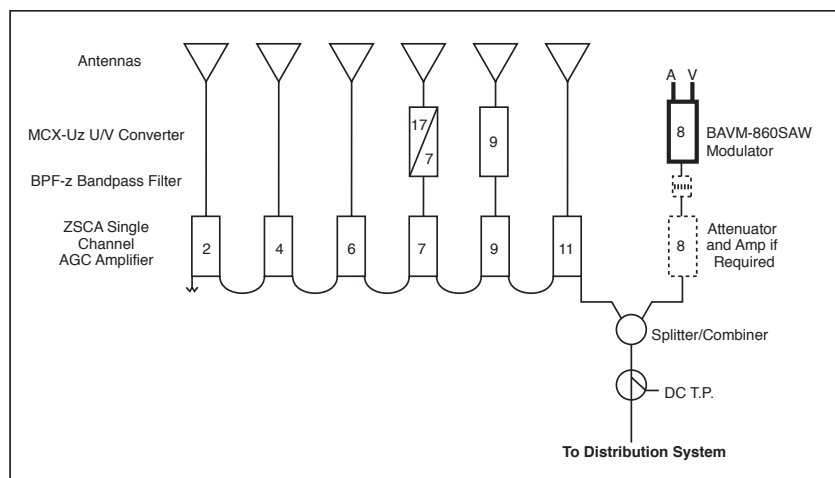 Antennas
A V
MCX-Uz U/V Converter
17
7
9
8
BAVM-860SAW
Modulator
BPF-z Bandpass Filter
ZSCA Single
Channel
AGC Amplifier
2
4
6
7
9
11
8
Attenuator
and Amp if
Required
Splitter/Combiner
DC T.P.
To Distribution System